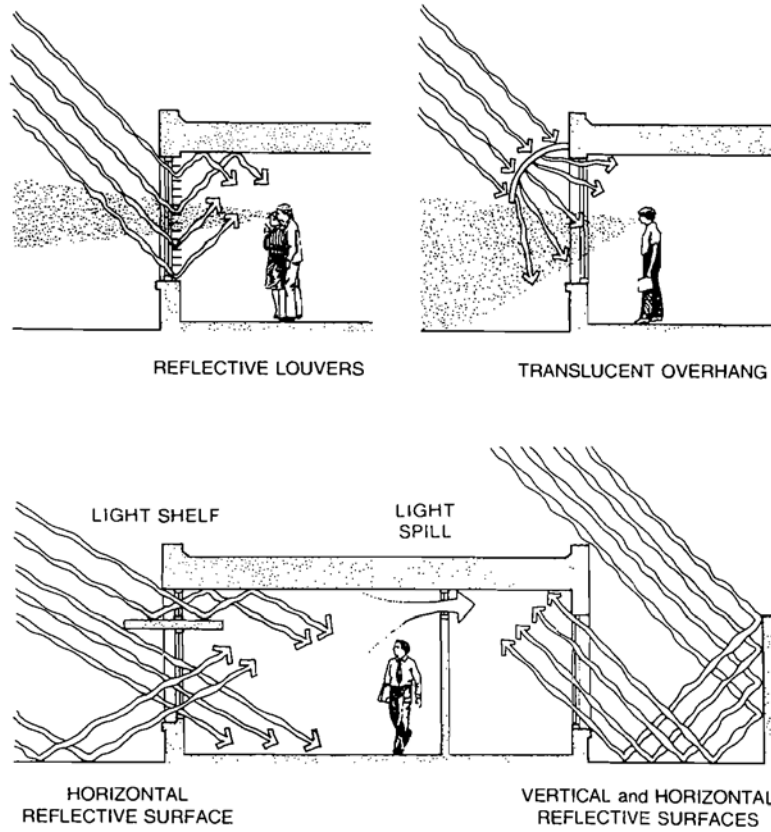 REFLECTIVE LOUVERS
TRANSLUCENT OVERHANG
LIGHT SHELF
LIGHT
SPILL
HORIZONTAL
REFLECTIVE SURFACE
VERTICAL and HORIZONTAL
REFLECTIVE SURFACES